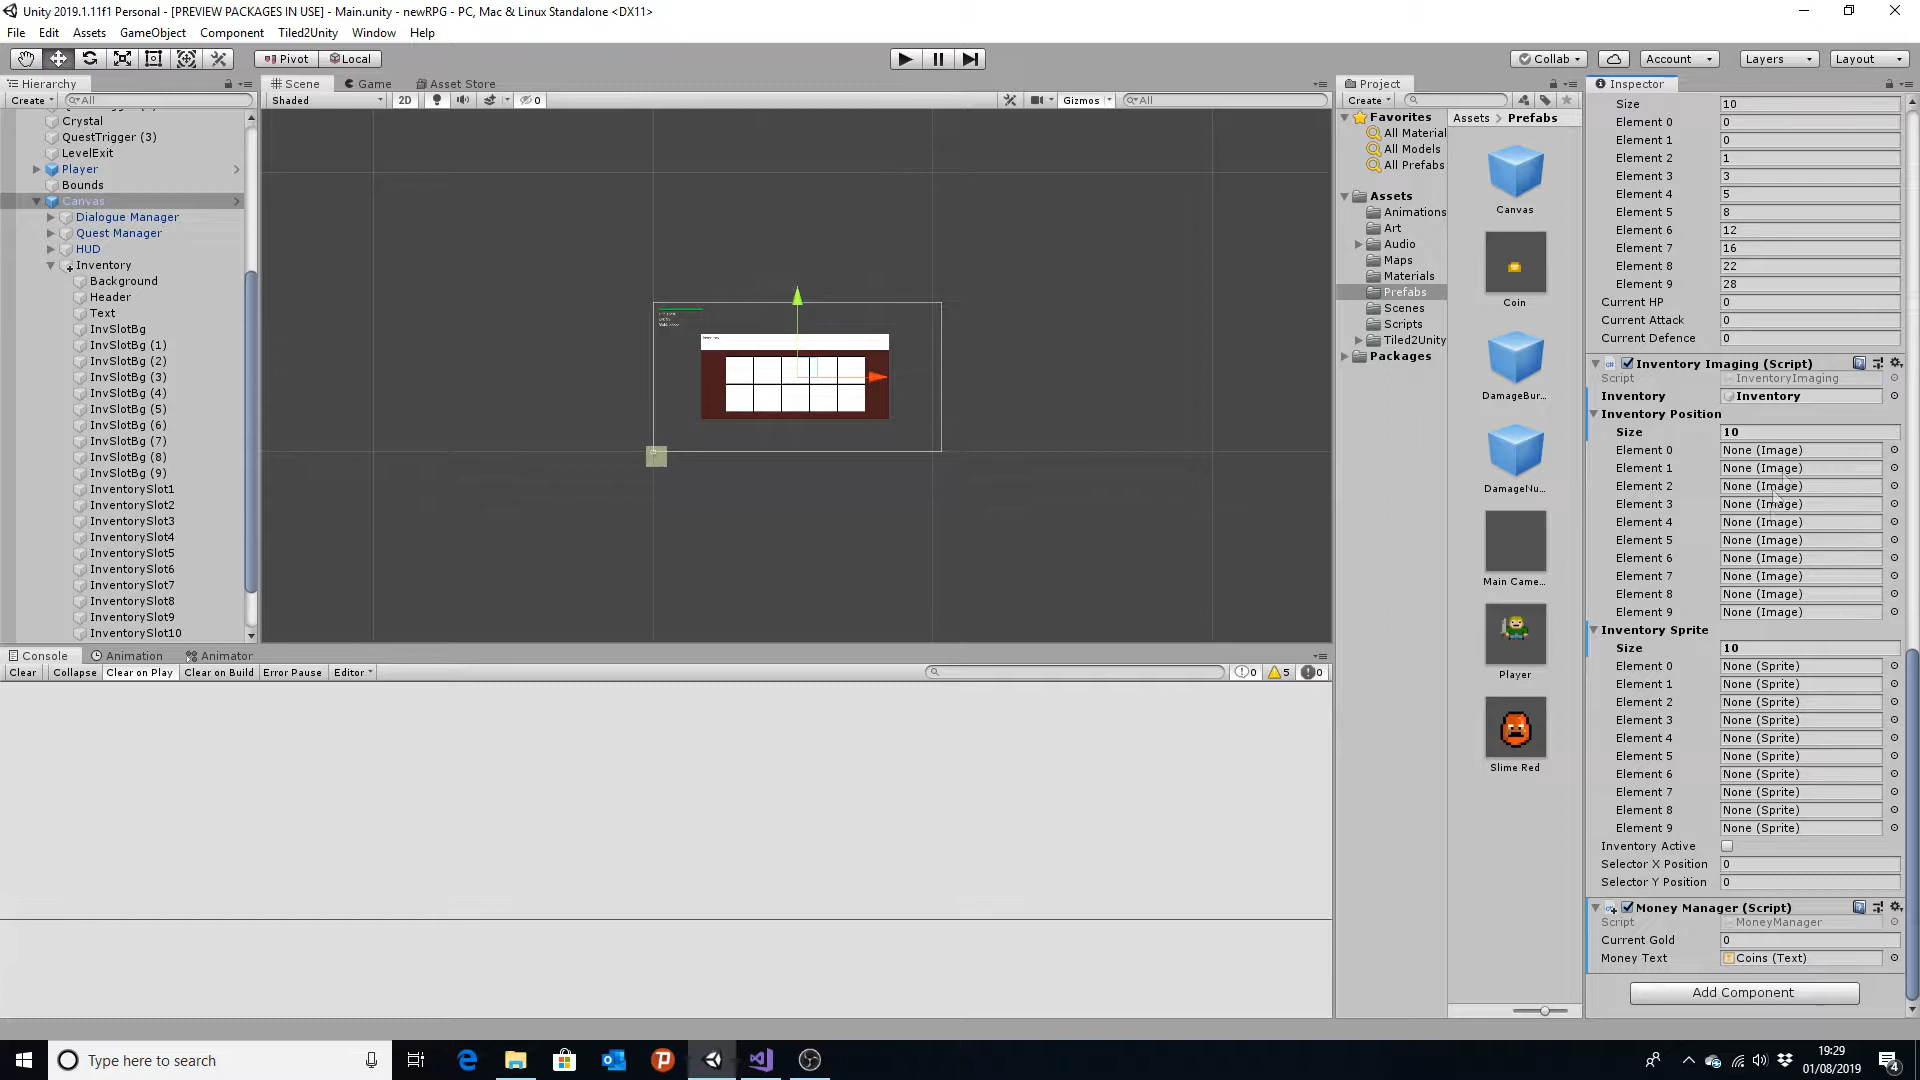 Unity 2019.1.11f1 Personal - [PREVIEW PACKAGES IN USE] - Main.unity - newRPG - PC, Mac & Linux Standalone <DX11>
File Edit Assets GameObject Component Tiled2Unity Window Help
Pivot Local Collab Account Layers Layout
Hierarchy
Create All
Crystal
QuestTrigger (3)
LevelExit
Player
Bounds
Canvas
Dialogue Manager
Quest Manager
HUD
Inventory
Background
Header
Text
InvSlotBg
InvSlotBg (1)
InvSlotBg (2)
InvSlotBg (3)
InvSlotBg (4)
InvSlotBg (5)
InvSlotBg (6)
InvSlotBg (7)
InvSlotBg (8)
InvSlotBg (9)
InventorySlot1
InventorySlot2
InventorySlot3
InventorySlot4
InventorySlot5
InventorySlot6
InventorySlot7
InventorySlot8
InventorySlot9
InventorySlot10
Scene Game Asset Store
Shaded 2D 0 Gizmos All
Console Animation Animator
Clear Collapse Clear on Play Clear on Build Error Pause Editor 0 5 0
Project
Create
Favorites
All Material
All Models
All Prefabs
Assets
Animations
Art
Audio
Maps
Materials
Prefabs
Scenes
Scripts
Tiled2Unity
Packages
Assets > Prefabs
Canvas
Coin
DamageBur...
DamageNu...
Main Came...
Player
Slime Red
Inspector
Size 10
Element 0 0
Element 1 0
Element 2 1
Element 3 3
Element 4 5
Element 5 8
Element 6 12
Element 7 16
Element 8 22
Element 9 28
Current HP 0
Current Attack 0
Current Defence 0
Inventory Imaging (Script)
Script InventoryImaging
Inventory Inventory
Inventory Position
Size 10
Element 0 None (Image)
Element 1 None (Image)
Element 2 None (Image)
Element 3 None (Image)
Element 4 None (Image)
Element 5 None (Image)
Element 6 None (Image)
Element 7 None (Image)
Element 8 None (Image)
Element 9 None (Image)
Inventory Sprite
Size 10
Element 0 None (Sprite)
Element 1 None (Sprite)
Element 2 None (Sprite)
Element 3 None (Sprite)
Element 4 None (Sprite)
Element 5 None (Sprite)
Element 6 None (Sprite)
Element 7 None (Sprite)
Element 8 None (Sprite)
Element 9 None (Sprite)
Inventory Active
Selector X Position 0
Selector Y Position 0
Money Manager (Script)
Script MoneyManager
Current Gold 0
Money Text Coins (Text)
Add Component
Type here to search
19:29
01/08/2019
4